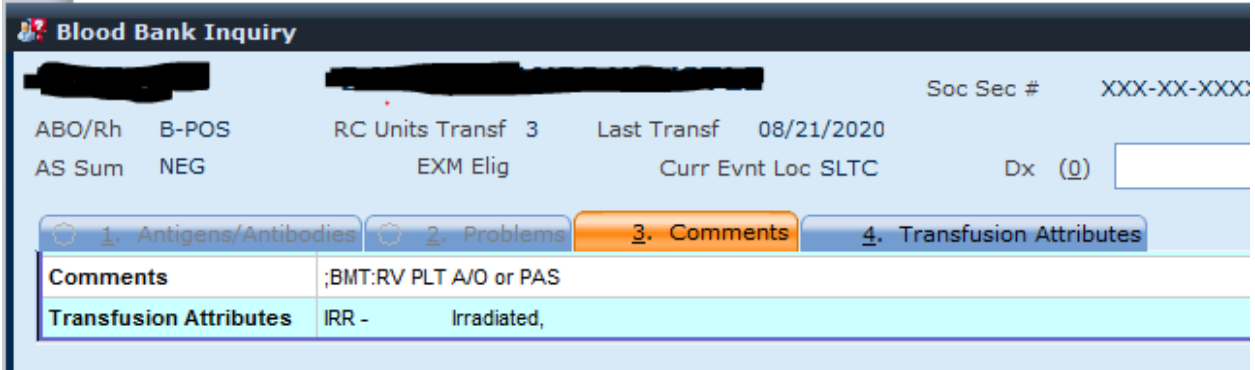 Blood Bank Inquiry
Soc Sec # XXX-XX-XXXX
ABO/Rh B-POS RC Units Transf 3 Last Transf 08/21/2020
AS Sum NEG EXM Elig Curr Evnt Loc SLTC Dx (0)
1. Antigens/Antibodies 2. Problems 3. Comments 4. Transfusion Attributes
Comments ;BMT:RV PLT A/O or PAS
Transfusion Attributes IRR - Irradiated,